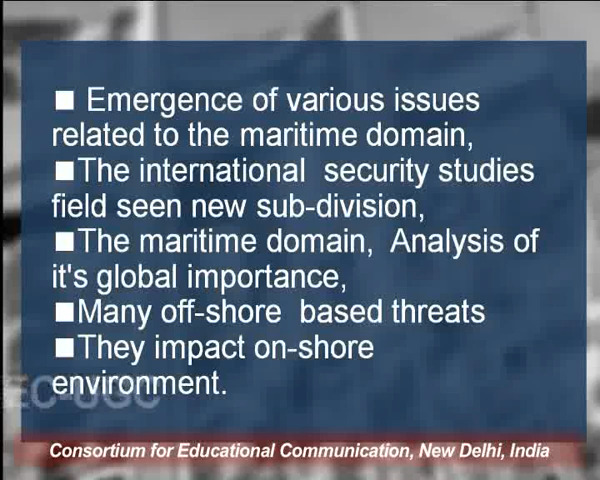 ■ Emergence of various issues
related to the maritime domain,
■The international security studies
field seen new sub-division,
■The maritime domain, Analysis of
it's global importance,
■Many off-shore based threats
■They impact on-shore
environment.
EC-UGC
Consortium for Educational Communication, New Delhi, India